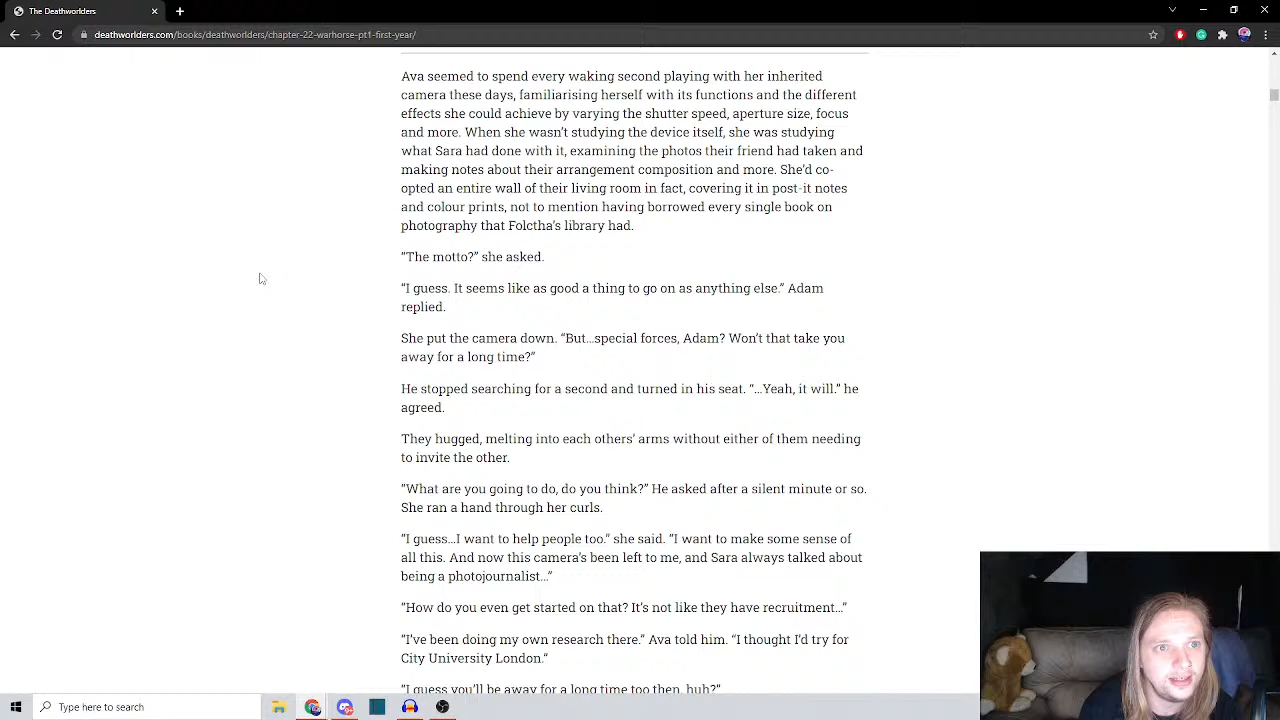 The Deathworlders
deathworlders.com/books/deathworlders/chapter-22-warhorse-pt1-first-year/
Ava seemed to spend every waking second playing with her inherited
camera these days, familiarising herself with its functions and the different
effects she could achieve by varying the shutter speed, aperture size, focus
and more. When she wasn’t studying the device itself, she was studying
what Sara had done with it, examining the photos their friend had taken and
making notes about their arrangement composition and more. She’d co-
opted an entire wall of their living room in fact, covering it in post-it notes
and colour prints, not to mention having borrowed every single book on
photography that Folctha’s library had.
“The motto?” she asked.
“I guess. It seems like as good a thing to go on as anything else.” Adam
replied.
She put the camera down. “But…special forces, Adam? Won’t that take you
away for a long time?”
He stopped searching for a second and turned in his seat. “…Yeah, it will.” he
agreed.
They hugged, melting into each others’ arms without either of them needing
to invite the other.
“What are you going to do, do you think?” He asked after a silent minute or so.
She ran a hand through her curls.
“I guess…I want to help people too.” she said. “I want to make some sense of
all this. And now this camera’s been left to me, and Sara always talked about
being a photojournalist…”
“How do you even get started on that? It’s not like they have recruitment…”
“I’ve been doing my own research there.” Ava told him. “I thought I’d try for
City University London.“
“I guess you’ll be away for a long time too then, huh?“
Type here to search